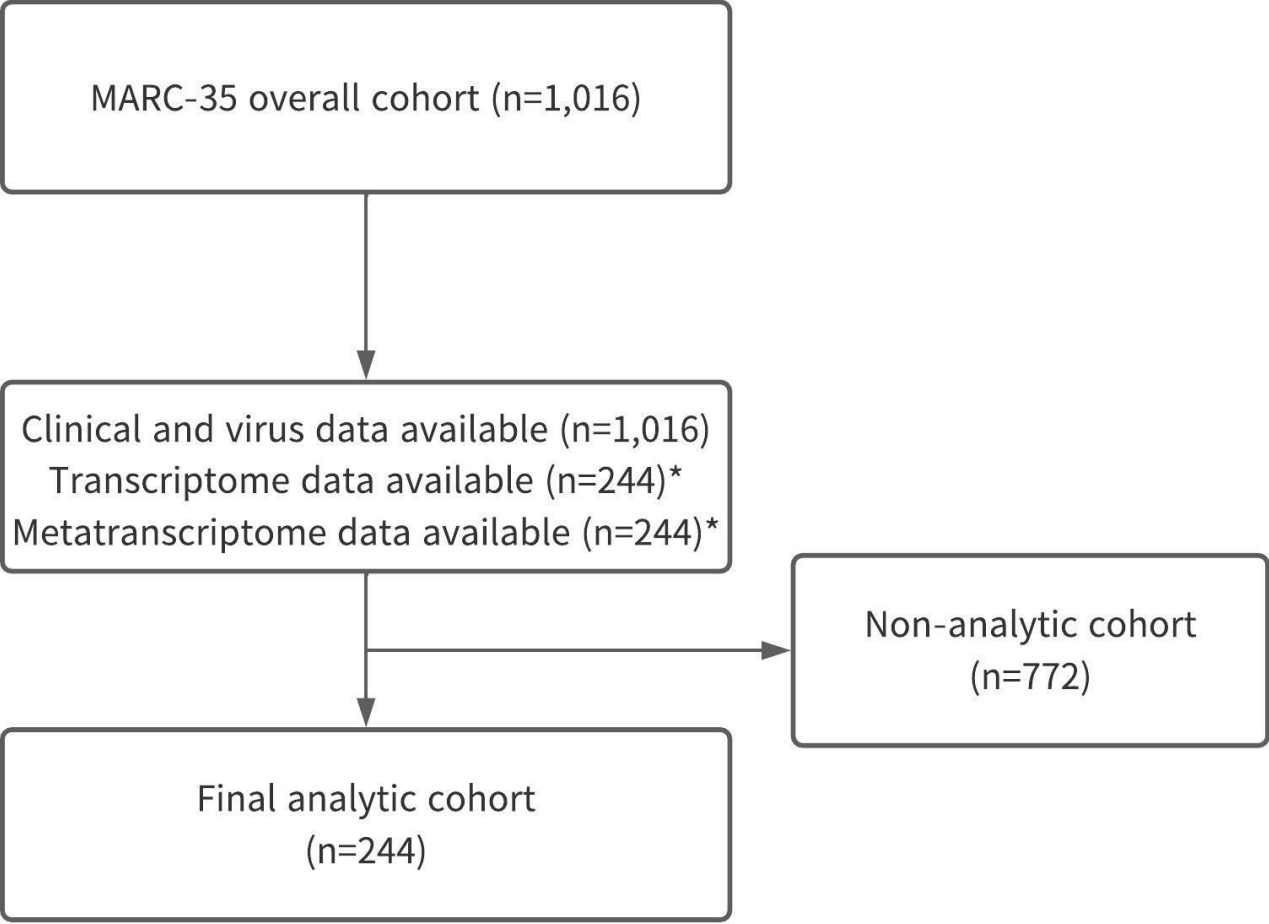 MARC-35 overall cohort (n=1,016)
Clinical and virus data available (n=1,016)
Transcriptome data available (n=244)*
Metatranscriptome data available (n=244)*
Non-analytic cohort
(n=772)
Final analytic cohort
(n=244)